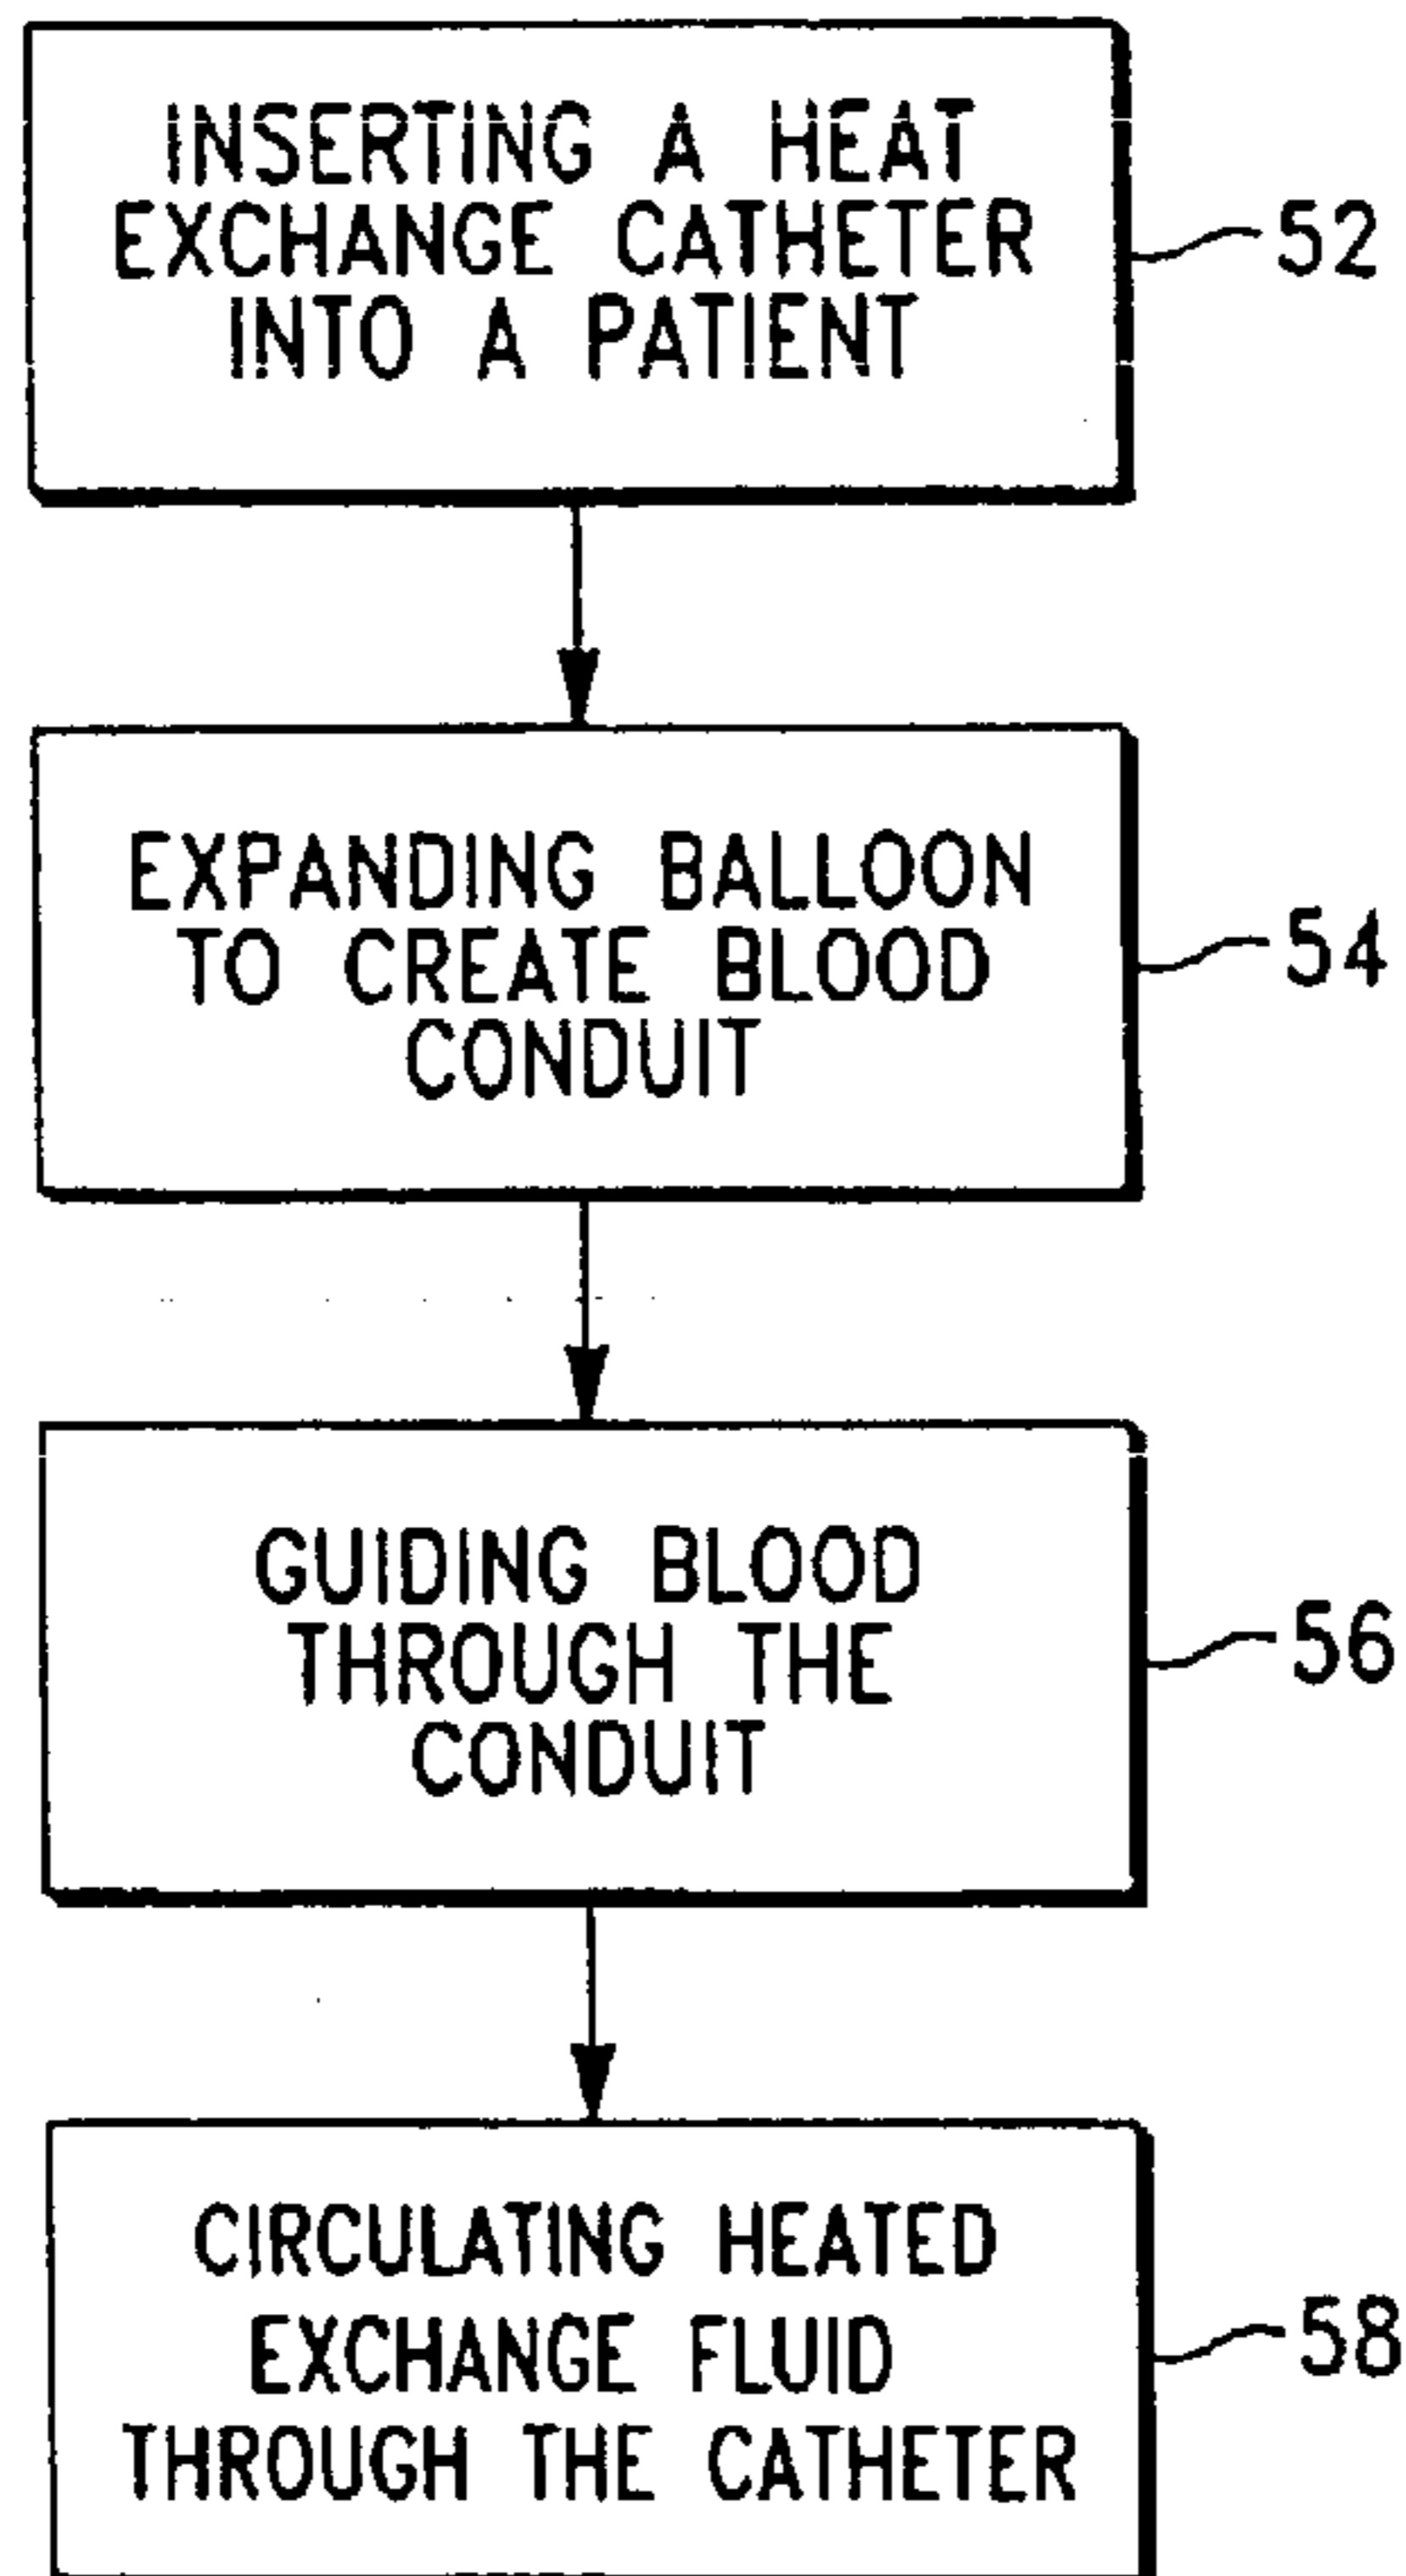 INSERTING A HEAT
EXCHANGE CATHETER
INTO A PATIENT
52
EXPANDING BALLOON
TO CREATE BLOOD
CONDUIT
54
GUIDING BLOOD
THROUGH THE
CONDUIT
56
CIRCULATING HEATED
EXCHANGE FLUID
THROUGH THE CATHETER
58